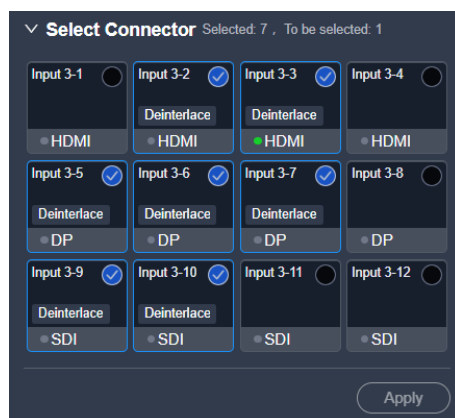 Select Connector Selected: 7 , To be selected: 1
Input 3-1 Input 3-2 Input 3-3 Input 3-4
Deinterlace Deinterlace
HDMI HDMI HDMI HDMI
Input 3-5 Input 3-6 Input 3-7 Input 3-8
Deinterlace Deinterlace Deinterlace
DP DP DP DP
Input 3-9 Input 3-10 Input 3-11 Input 3-12
Deinterlace Deinterlace
SDI SDI SDI SDI
Apply